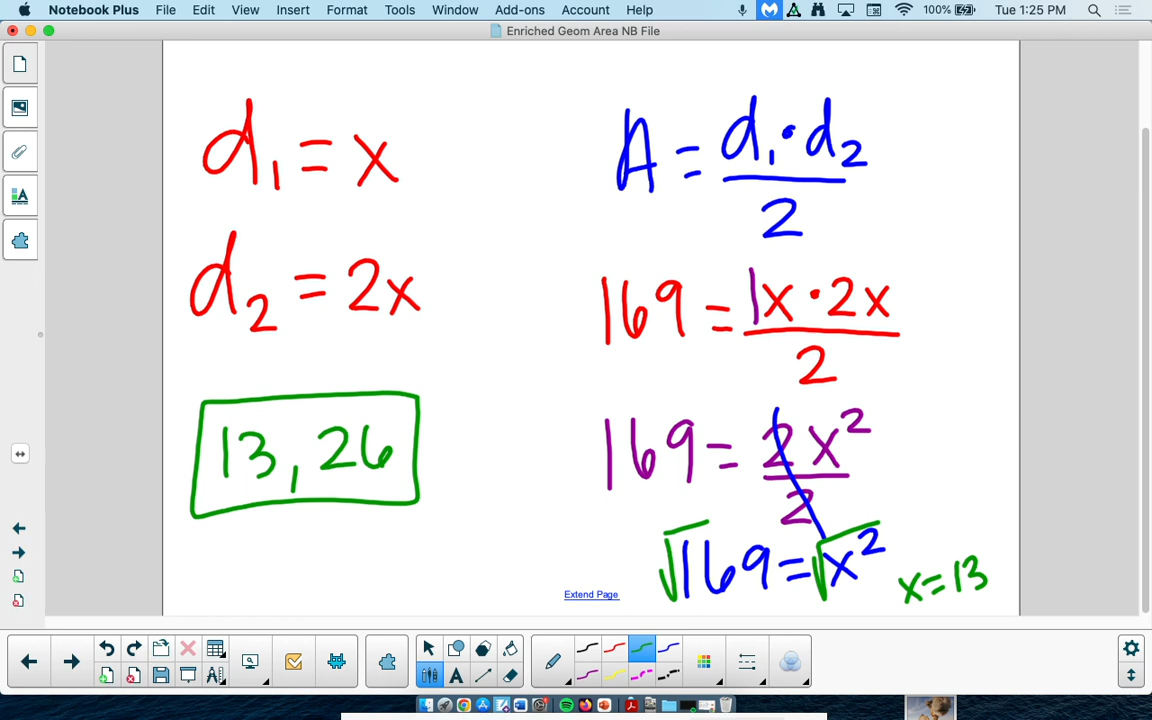 Notebook Plus File Edit View Insert Format Tools Window Add-ons Account Help 100% Tue 1:25 PM
Enriched Geom Area NB File
d₁ = x
d₂ = 2x
13, 26
A = d₁ · d₂ / 2
169 = 1x · 2x / 2
169 = 2x² / 2
√169 = √x² x = 13
Extend Page